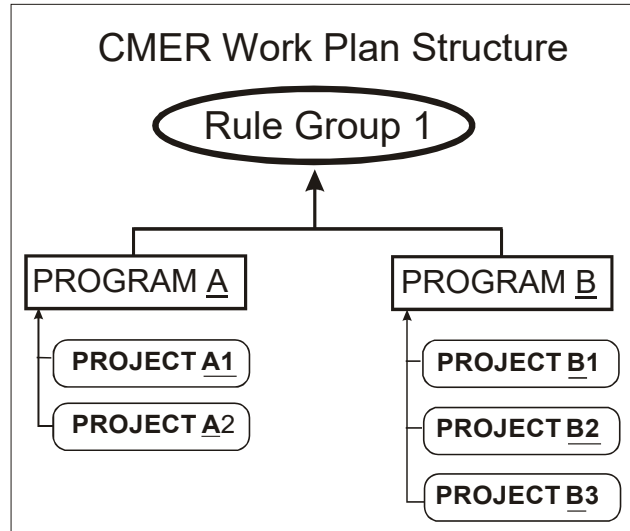 CMER Work Plan Structure
Rule Group 1
PROGRAM A
PROGRAM B
PROJECT A1
PROJECT A2
PROJECT B1
PROJECT B2
PROJECT B3